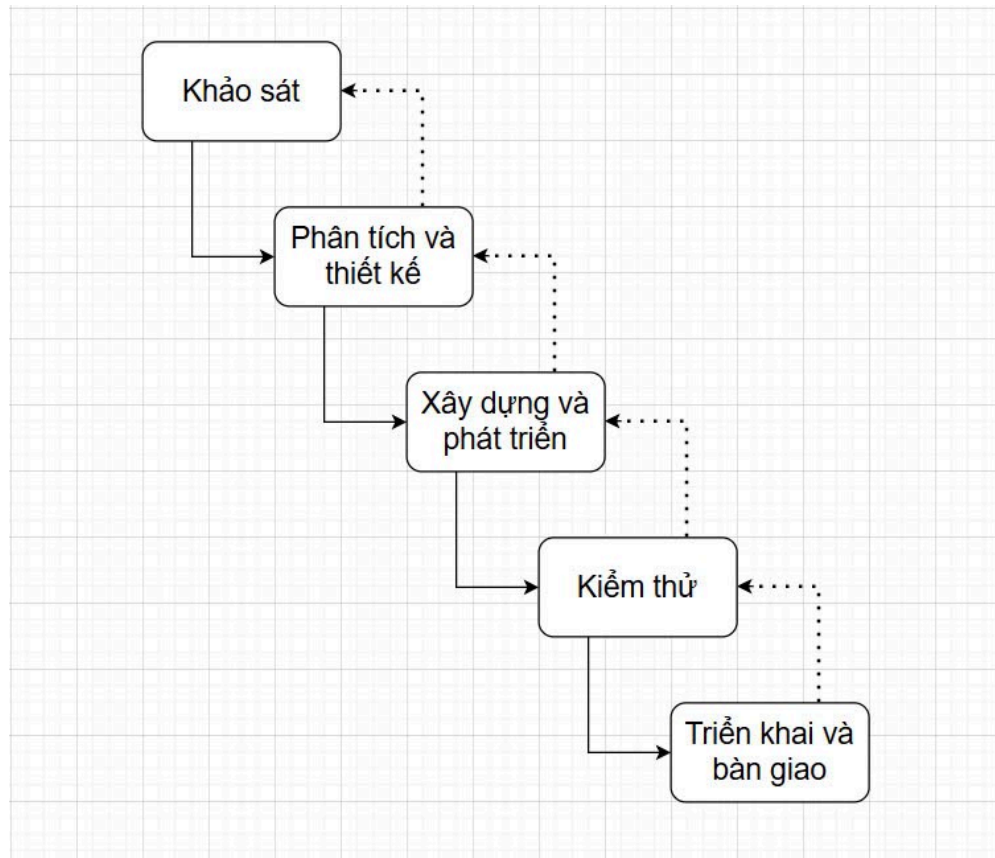 Khảo sát
Phân tích và
thiết kế
Xây dựng và
phát triển
Kiểm thử
Triển khai và
bàn giao